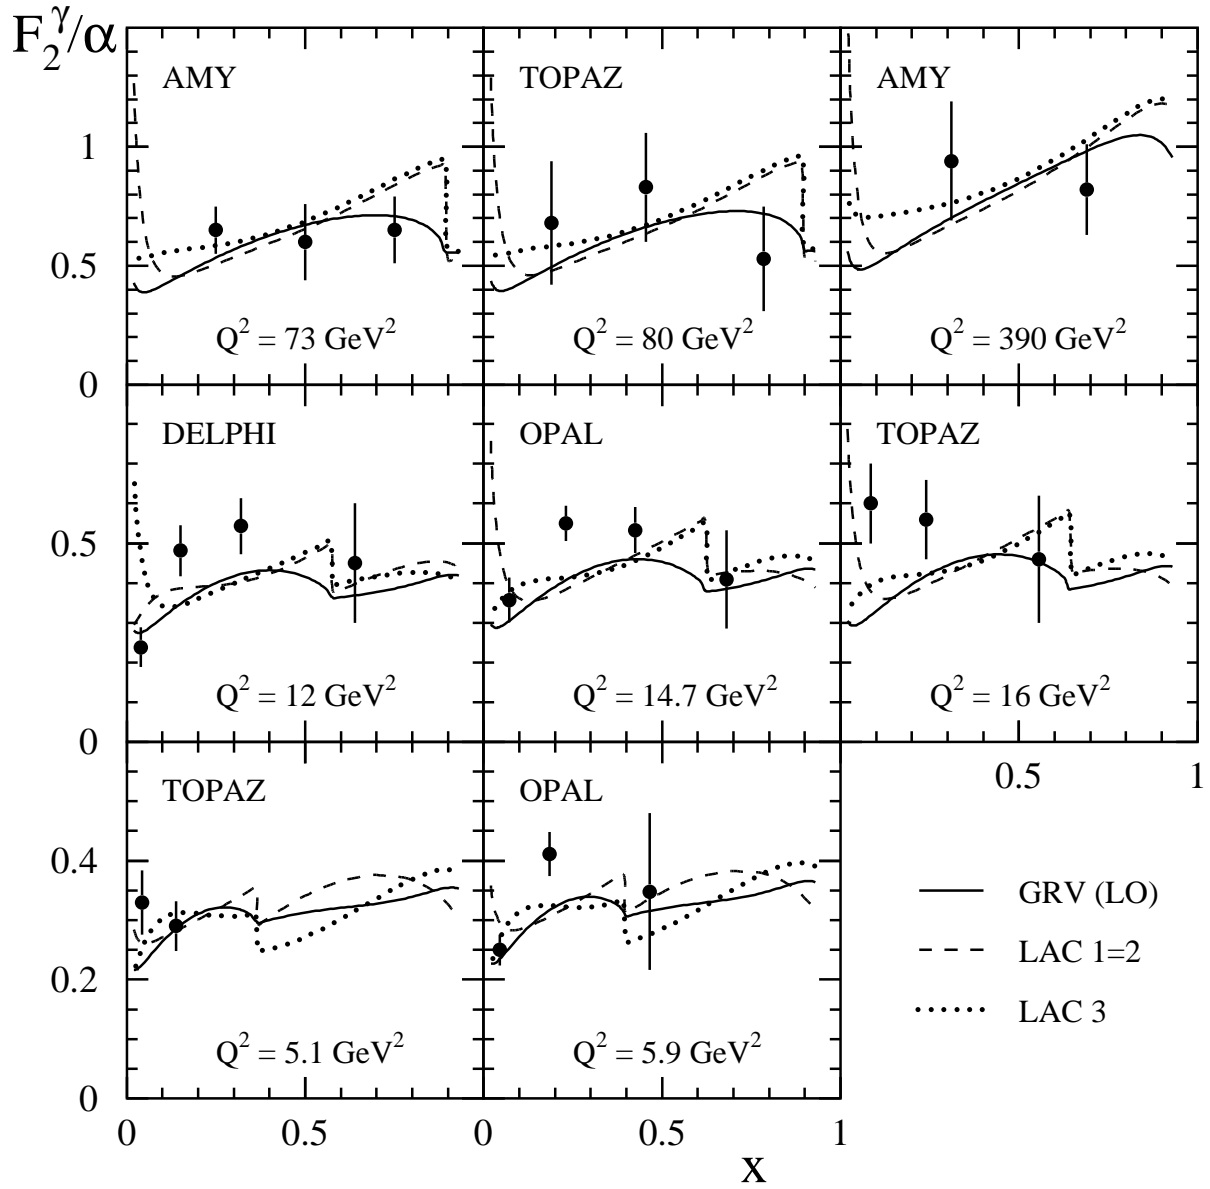 F₂^γ/α
AMY TOPAZ AMY
1
0.5
Q² = 73 GeV² Q² = 80 GeV² Q² = 390 GeV²
0
DELPHI OPAL TOPAZ
0.5
Q² = 12 GeV² Q² = 14.7 GeV² Q² = 16 GeV²
0
0.5 1
TOPAZ OPAL
0.4
GRV (LO)
LAC 1=2
0.2
LAC 3
Q² = 5.1 GeV² Q² = 5.9 GeV²
0
0 0.5 0 0.5 1
x